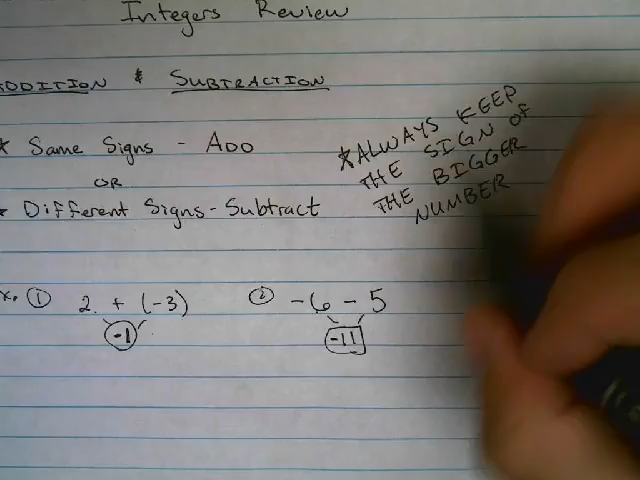 Integers Review
ADDITION & SUBTRACTION
* Same Signs - ADD
OR
* Different Signs - Subtract
*ALWAYS KEEP
THE SIGN OF
THE BIGGER
NUMBER
x. ① 2 + (-3)
-1
② -6 - 5
-11